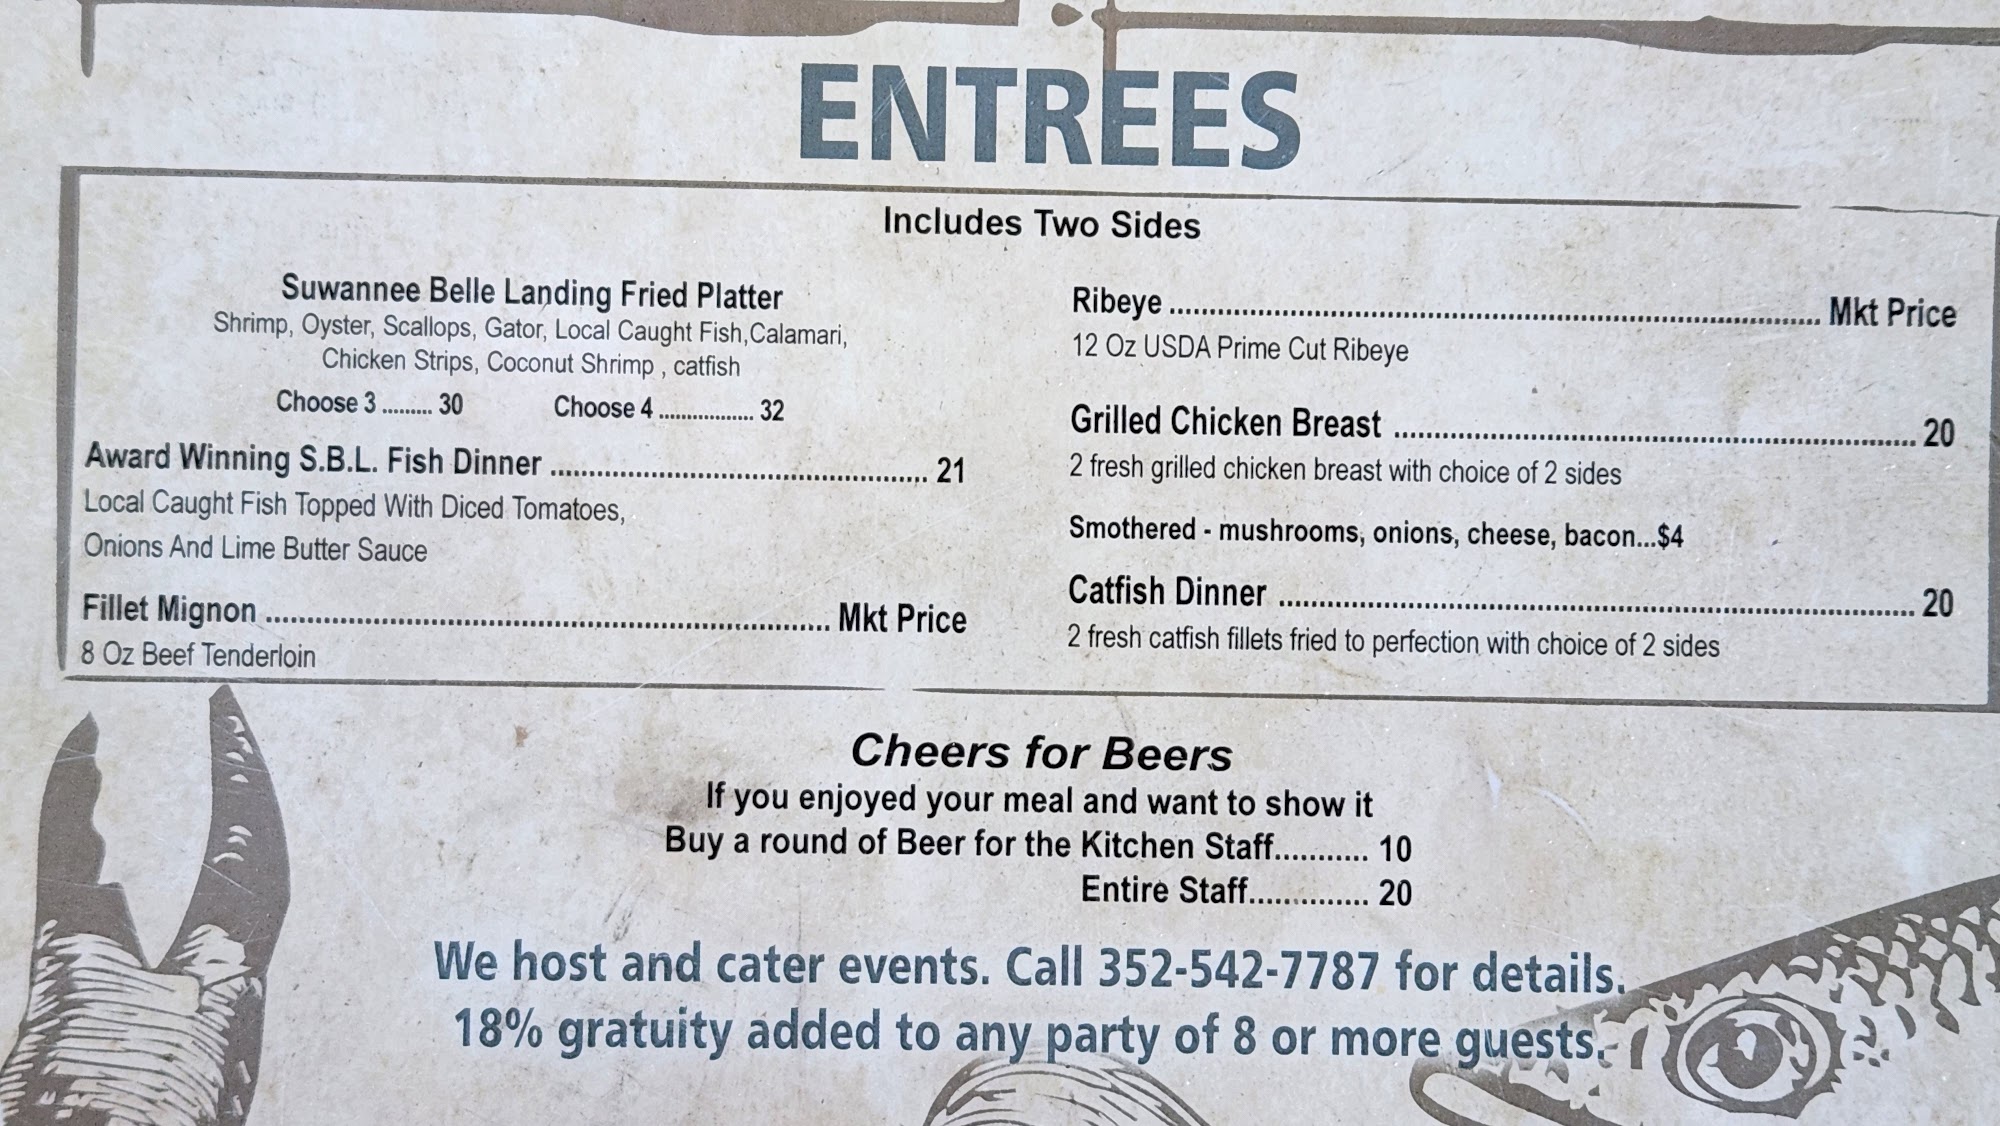 ENTREES
Includes Two Sides
Suwannee Belle Landing Fried Platter
Shrimp, Oyster, Scallops, Gator, Local Caught Fish,Calamari,
Chicken Strips, Coconut Shrimp , catfish
Choose 3 ......... 30 Choose 4 ................. 32
Award Winning S.B.L. Fish Dinner .............................................. 21
Local Caught Fish Topped With Diced Tomatoes,
Onions And Lime Butter Sauce
Fillet Mignon ..................................................................... Mkt Price
8 Oz Beef Tenderloin
Ribeye ................................................................................ Mkt Price
12 Oz USDA Prime Cut Ribeye
Grilled Chicken Breast ................................................................ 20
2 fresh grilled chicken breast with choice of 2 sides
Smothered - mushrooms, onions, cheese, bacon...$4
Catfish Dinner .............................................................................. 20
2 fresh catfish fillets fried to perfection with choice of 2 sides
Cheers for Beers
If you enjoyed your meal and want to show it
Buy a round of Beer for the Kitchen Staff........... 10
Entire Staff.............. 20
We host and cater events. Call 352-542-7787 for details.
18% gratuity added to any party of 8 or more guests.